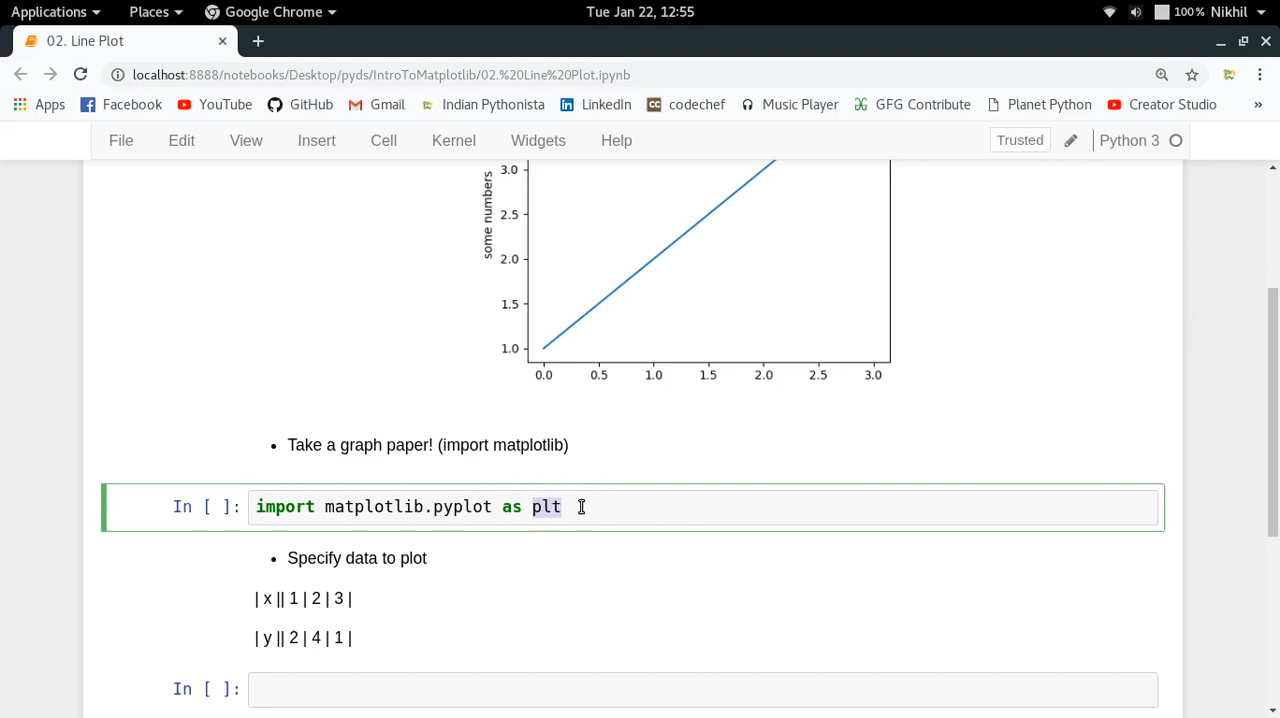 Applications Places Google Chrome Tue Jan 22, 12:55 100% Nikhil
02. Line Plot
localhost:8888/notebooks/Desktop/pyds/IntroToMatplotlib/02.%20Line%20Plot.ipynb
Apps Facebook YouTube GitHub Gmail Indian Pythonista LinkedIn CC codechef Music Player GFG Contribute Planet Python Creator Studio »
File Edit View Insert Cell Kernel Widgets Help Trusted Python 3
3.0
2.5
2.0
1.5
1.0
some numbers
0.0 0.5 1.0 1.5 2.0 2.5 3.0
• Take a graph paper! (import matplotlib)
In [ ]: import matplotlib.pyplot as plt
• Specify data to plot
| x || 1 | 2 | 3 |
| y || 2 | 4 | 1 |
In [ ]: